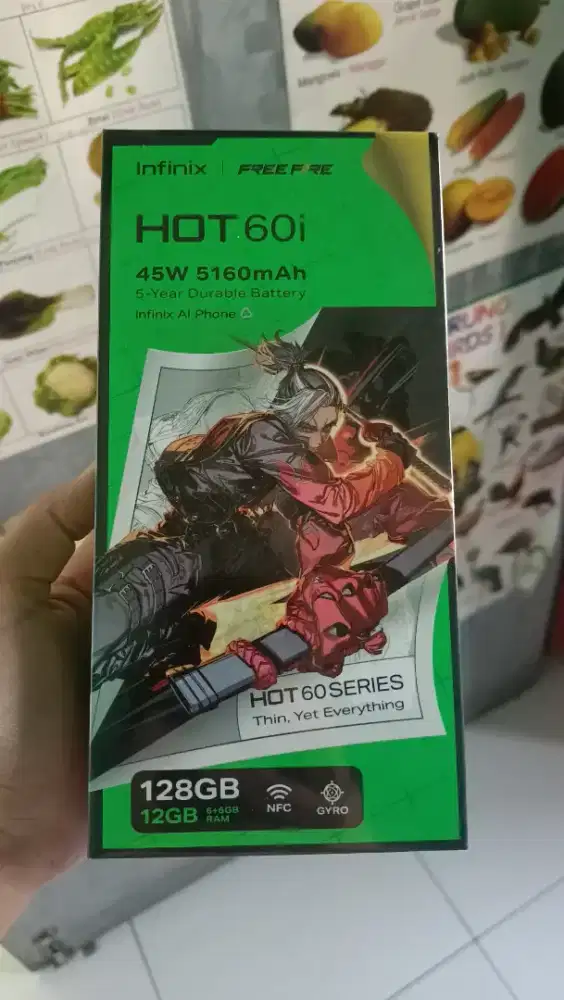 Infinix | FREE FIRE
HOT 60i
45W 5160mAh
5-Year Durable Battery
Infinix AI Phone
HOT 60 SERIES
Thin, Yet Everything
128GB
12GB 6+6GB RAM
NFC
GYRO